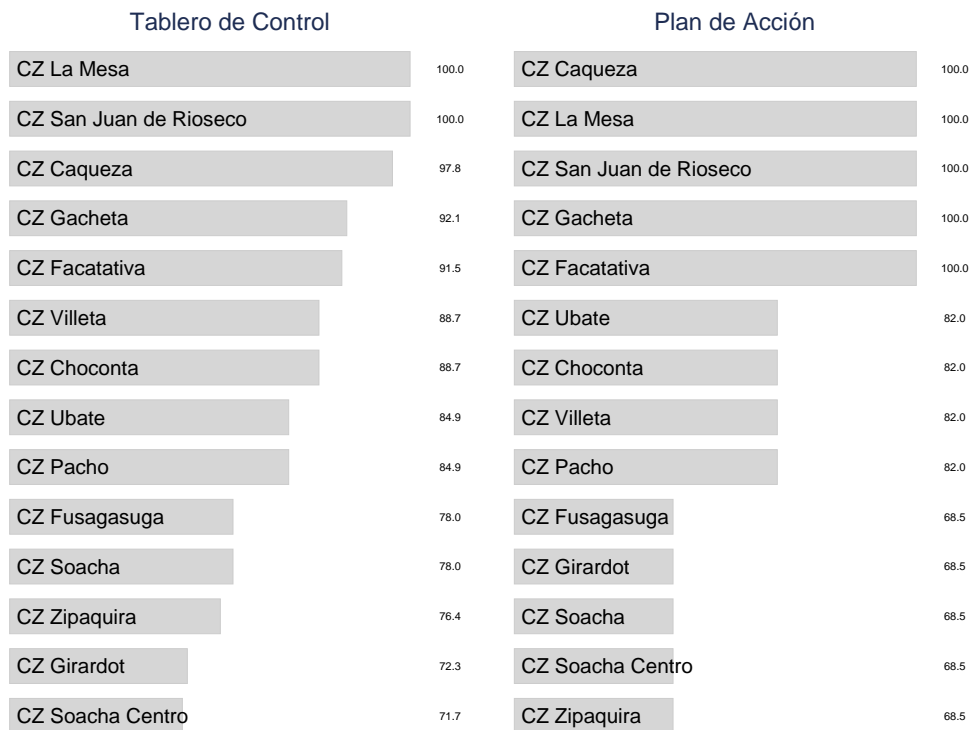 Tablero de Control
CZ La Mesa 100.0
CZ San Juan de Rioseco 100.0
CZ Caqueza 97.8
CZ Gacheta 92.1
CZ Facatativa 91.5
CZ Villeta 88.7
CZ Choconta 88.7
CZ Ubate 84.9
CZ Pacho 84.9
CZ Fusagasuga 78.0
CZ Soacha 78.0
CZ Zipaquira 76.4
CZ Girardot 72.3
CZ Soacha Centro 71.7
Plan de Acción
CZ Caqueza 100.0
CZ La Mesa 100.0
CZ San Juan de Rioseco 100.0
CZ Gacheta 100.0
CZ Facatativa 100.0
CZ Ubate 82.0
CZ Choconta 82.0
CZ Villeta 82.0
CZ Pacho 82.0
CZ Fusagasuga 68.5
CZ Girardot 68.5
CZ Soacha 68.5
CZ Soacha Centro 68.5
CZ Zipaquira 68.5